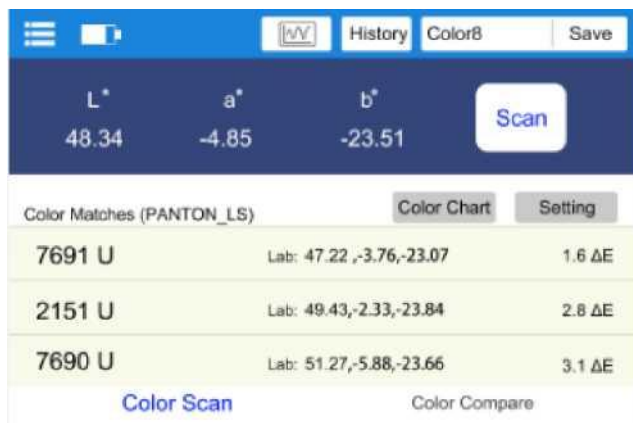 History Color8 Save
L* a* b*
48.34 -4.85 -23.51
Scan
Color Matches (PANTON_LS) Color Chart Setting
7691 U Lab: 47.22 ,-3.76,-23.07 1.6 ΔE
2151 U Lab: 49.43,-2.33,-23.84 2.8 ΔE
7690 U Lab: 51.27,-5.88,-23.66 3.1 ΔE
Color Scan Color Compare